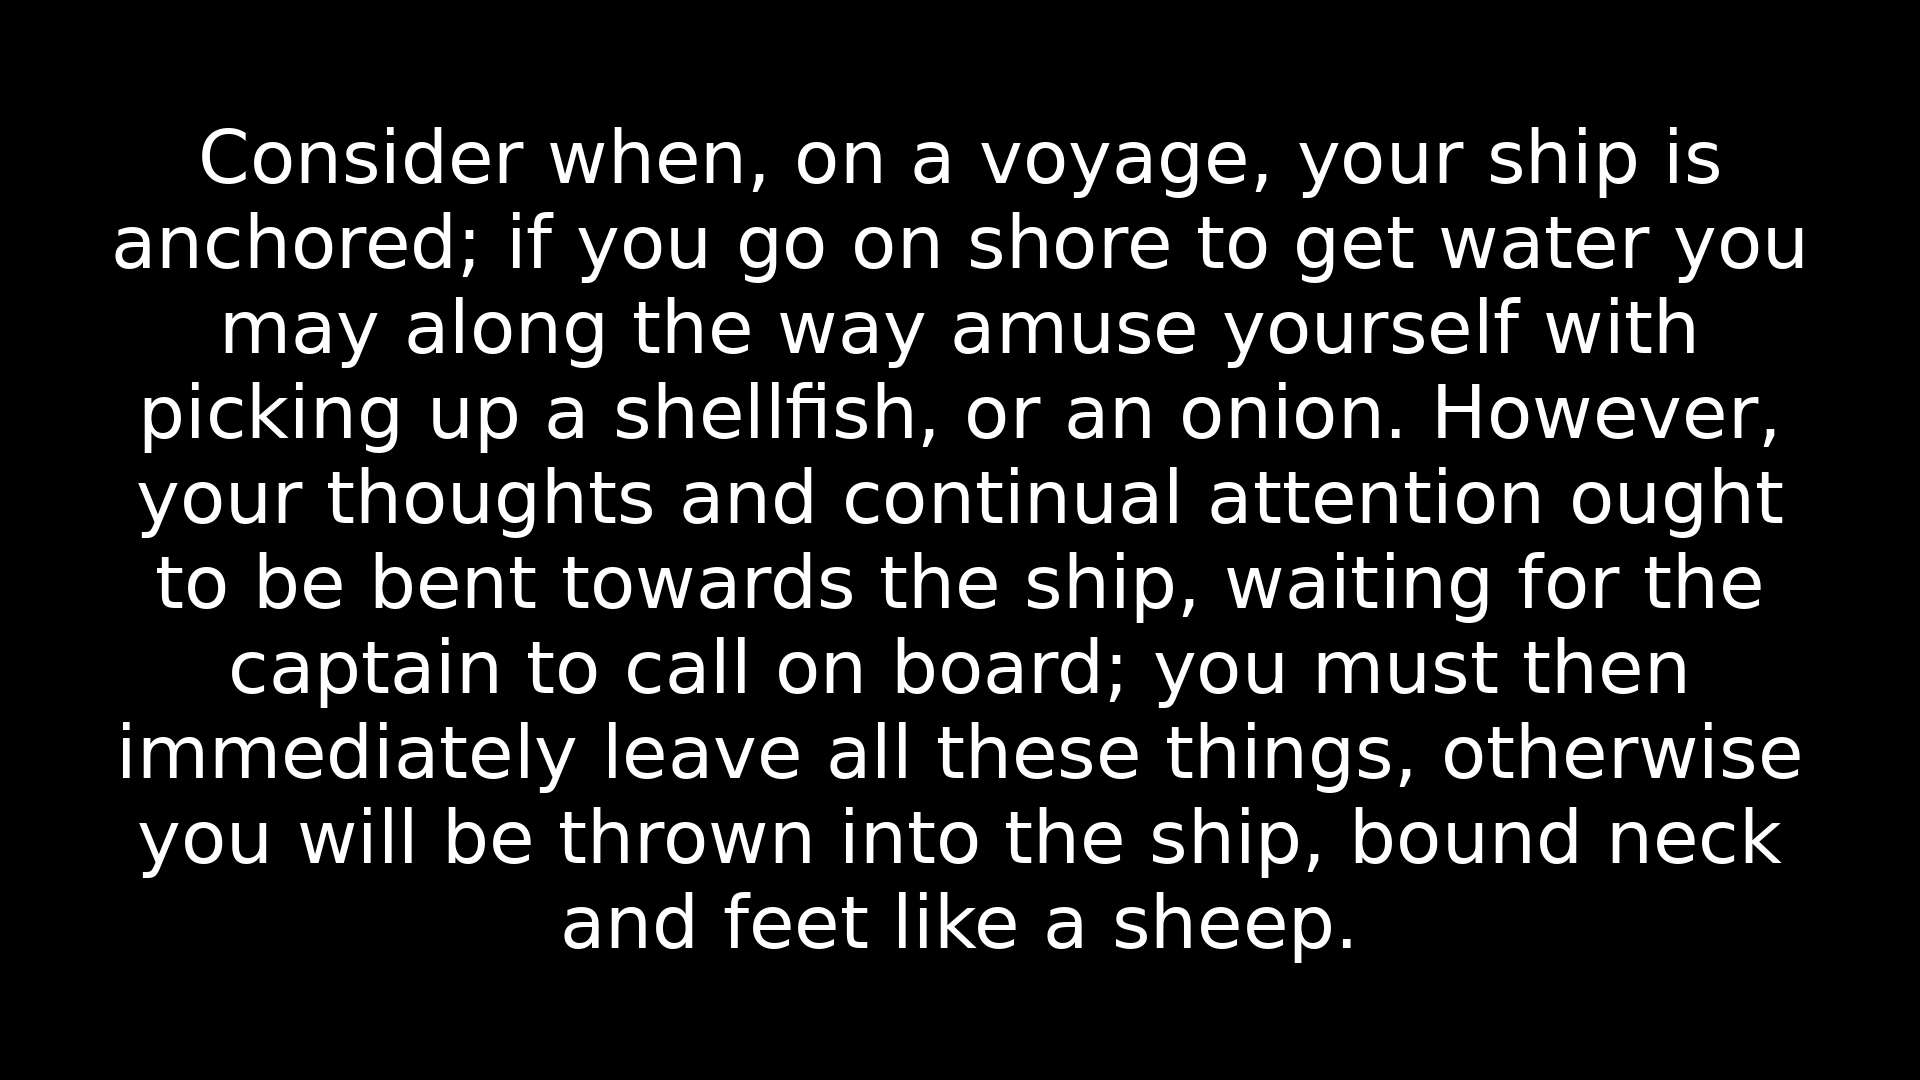 Consider when, on a voyage, your ship is
anchored; if you go on shore to get water you
may along the way amuse yourself with
picking up a shellfish, or an onion. However,
your thoughts and continual attention ought
to be bent towards the ship, waiting for the
captain to call on board; you must then
immediately leave all these things, otherwise
you will be thrown into the ship, bound neck
and feet like a sheep.